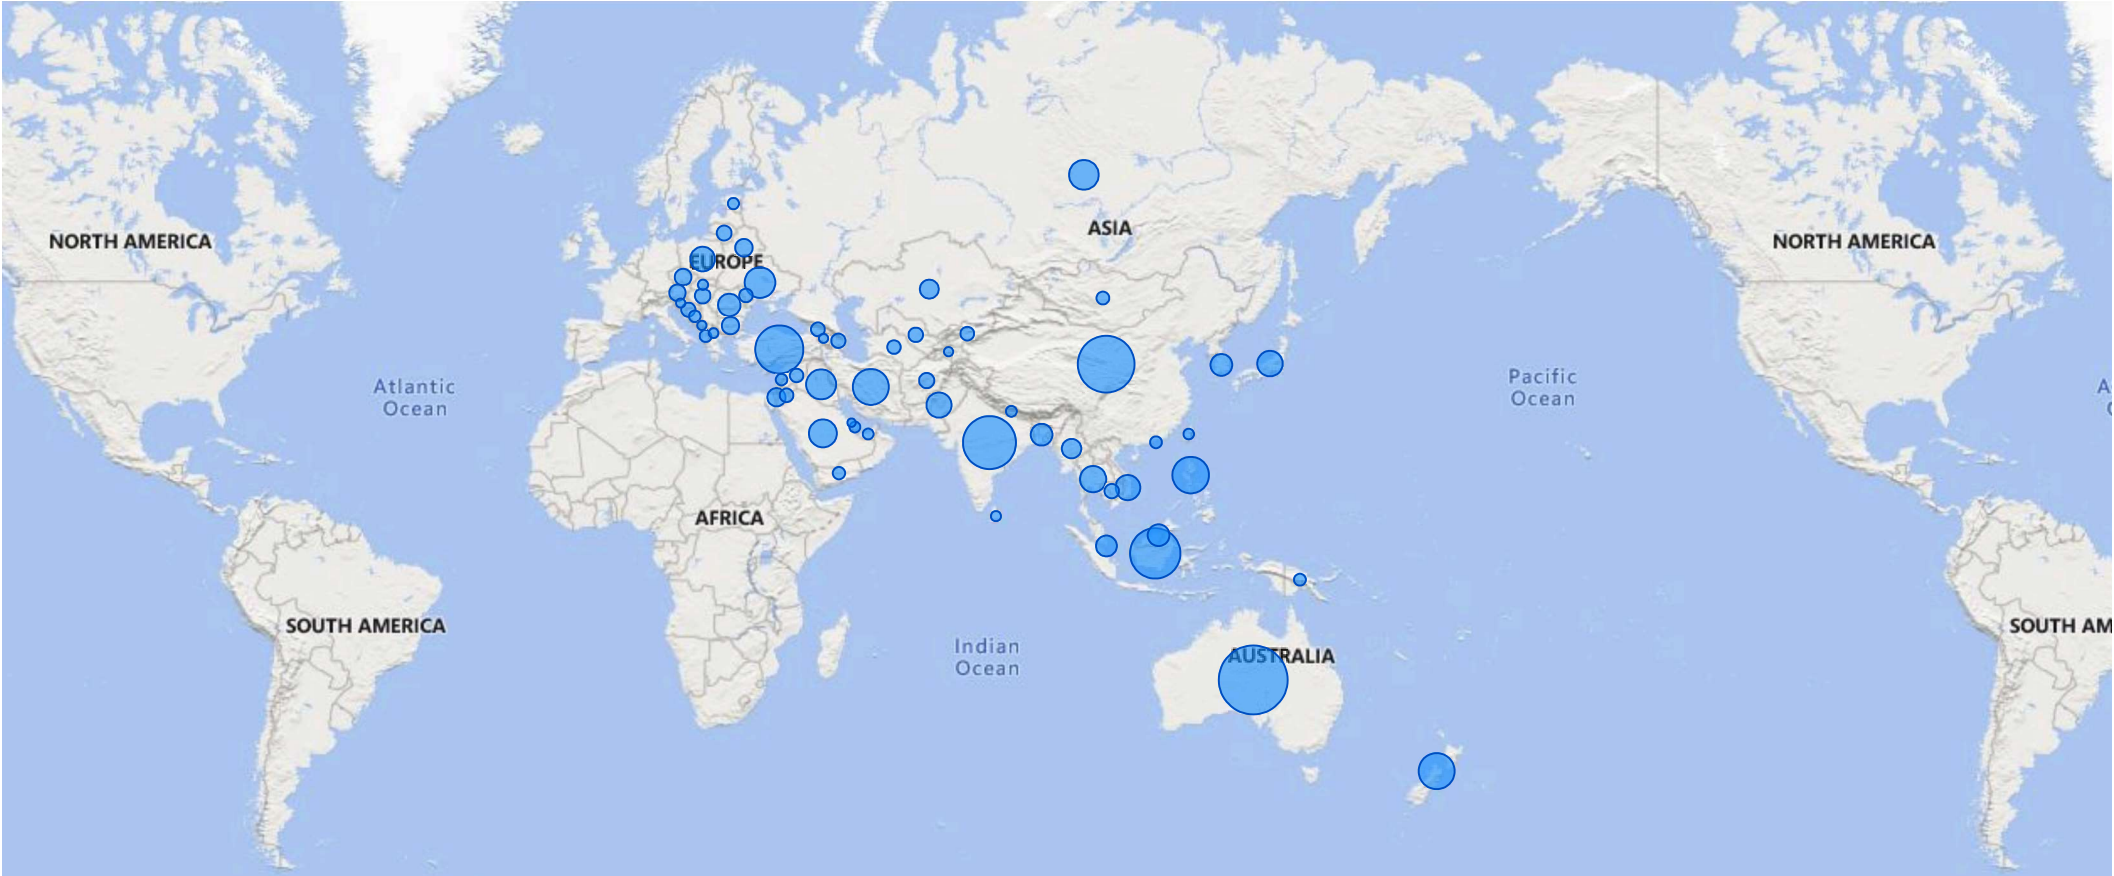 ASIA
NORTH AMERICA
NORTH AMERICA
EUROPE
Atlantic
Ocean
Pacific
Ocean
A
AFRICA
SOUTH AMERICA
SOUTH AM
Indian
Ocean
AUSTRALIA